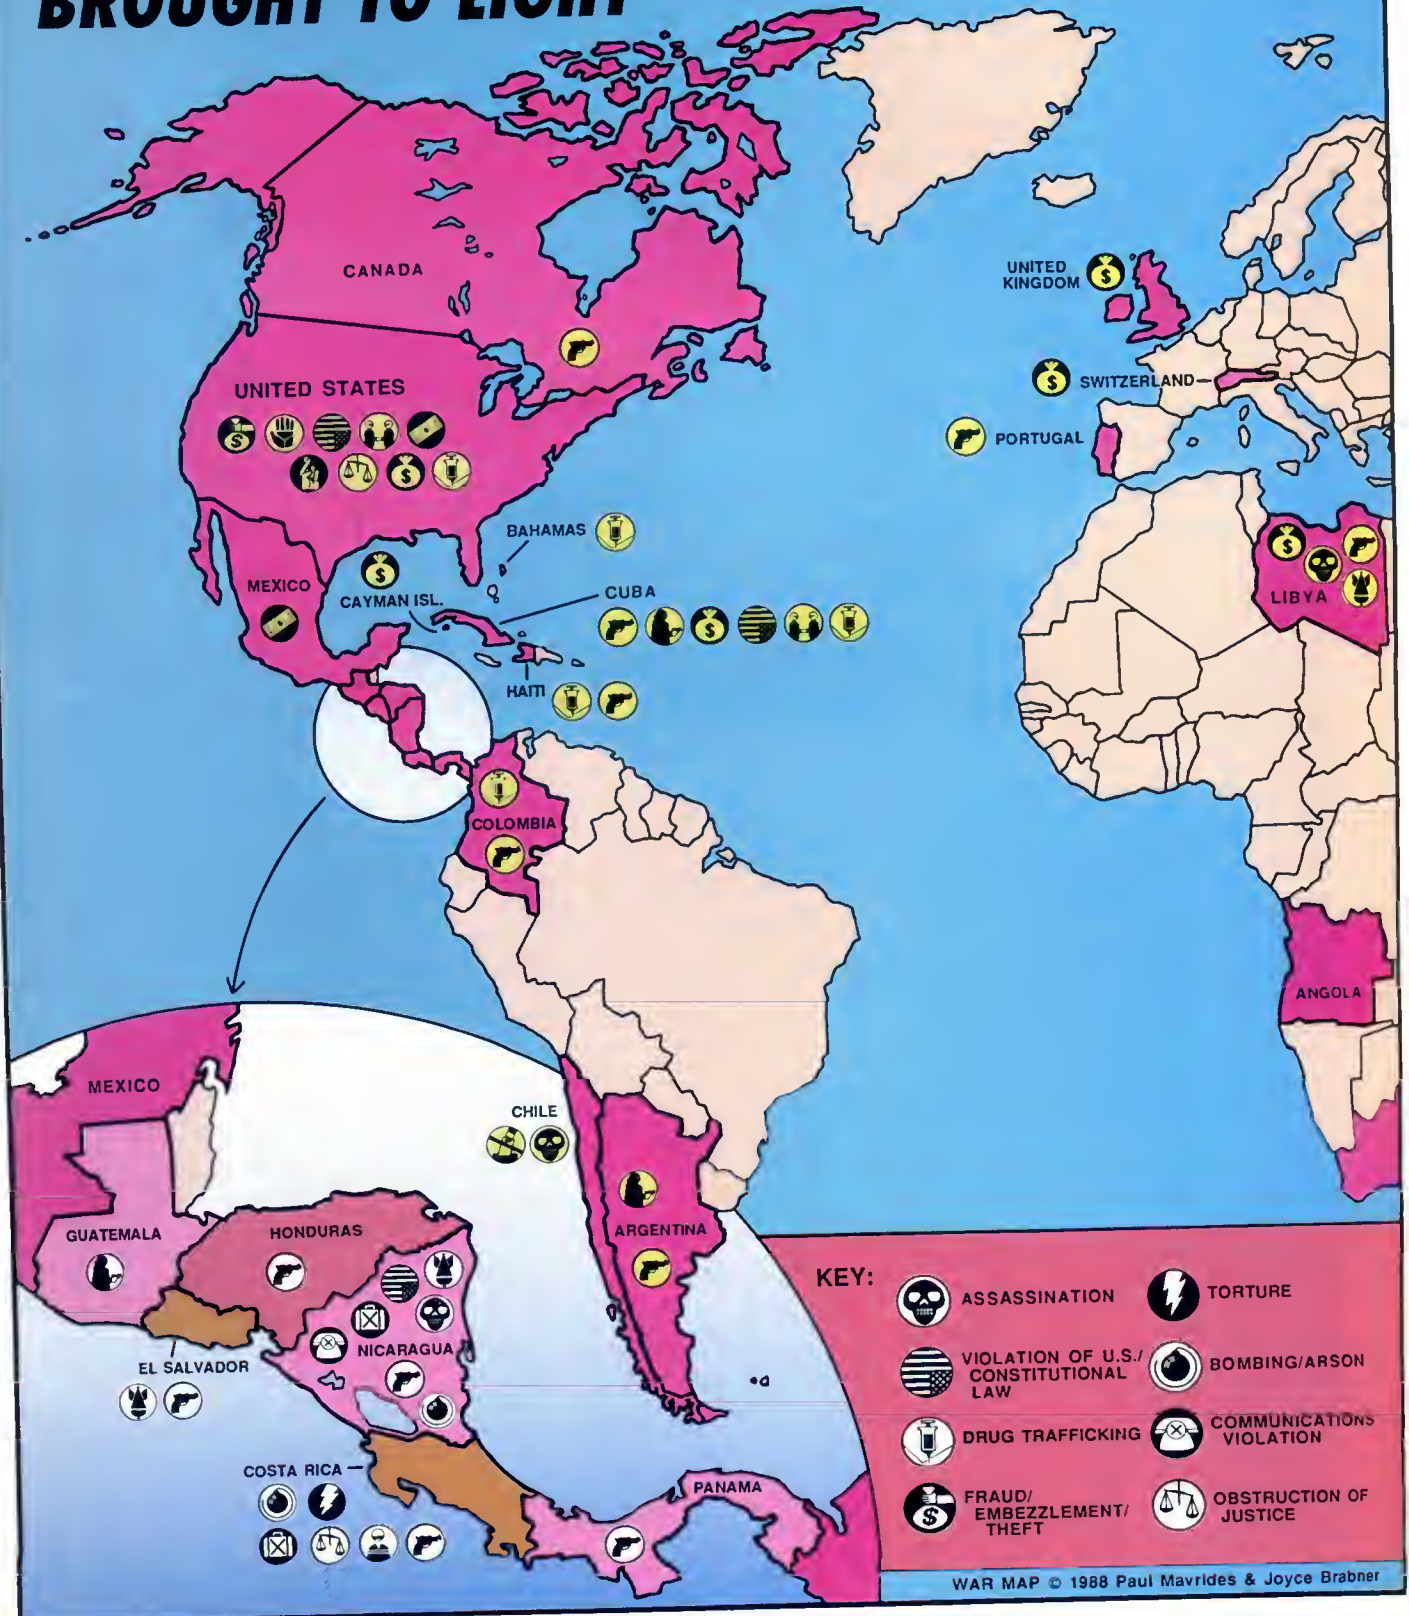 BROUGHT TO LIGHT
CANADA
UNITED
KINGDOM
SWITZERLAND
UNITED STATES
PORTUGAL
BAHAMAS
MEXICO
CAYMAN ISL.
CUBA
LIBYA
HAITI
COLOMBIA
ANGOLA
MEXICO
CHILE
GUATEMALA
HONDURAS
ARGENTINA
NICARAGUA
EL SALVADOR
COSTA RICA
PANAMA
KEY:
ASSASSINATION
TORTURE
VIOLATION OF U.S./
CONSTITUTIONAL
LAW
BOMBING/ARSON
DRUG TRAFFICKING
COMMUNICATIONS
VIOLATION
FRAUD/
EMBEZZLEMENT/
THEFT
OBSTRUCTION OF
JUSTICE
WAR MAP © 1988 Paul Mavrides & Joyce Brabner